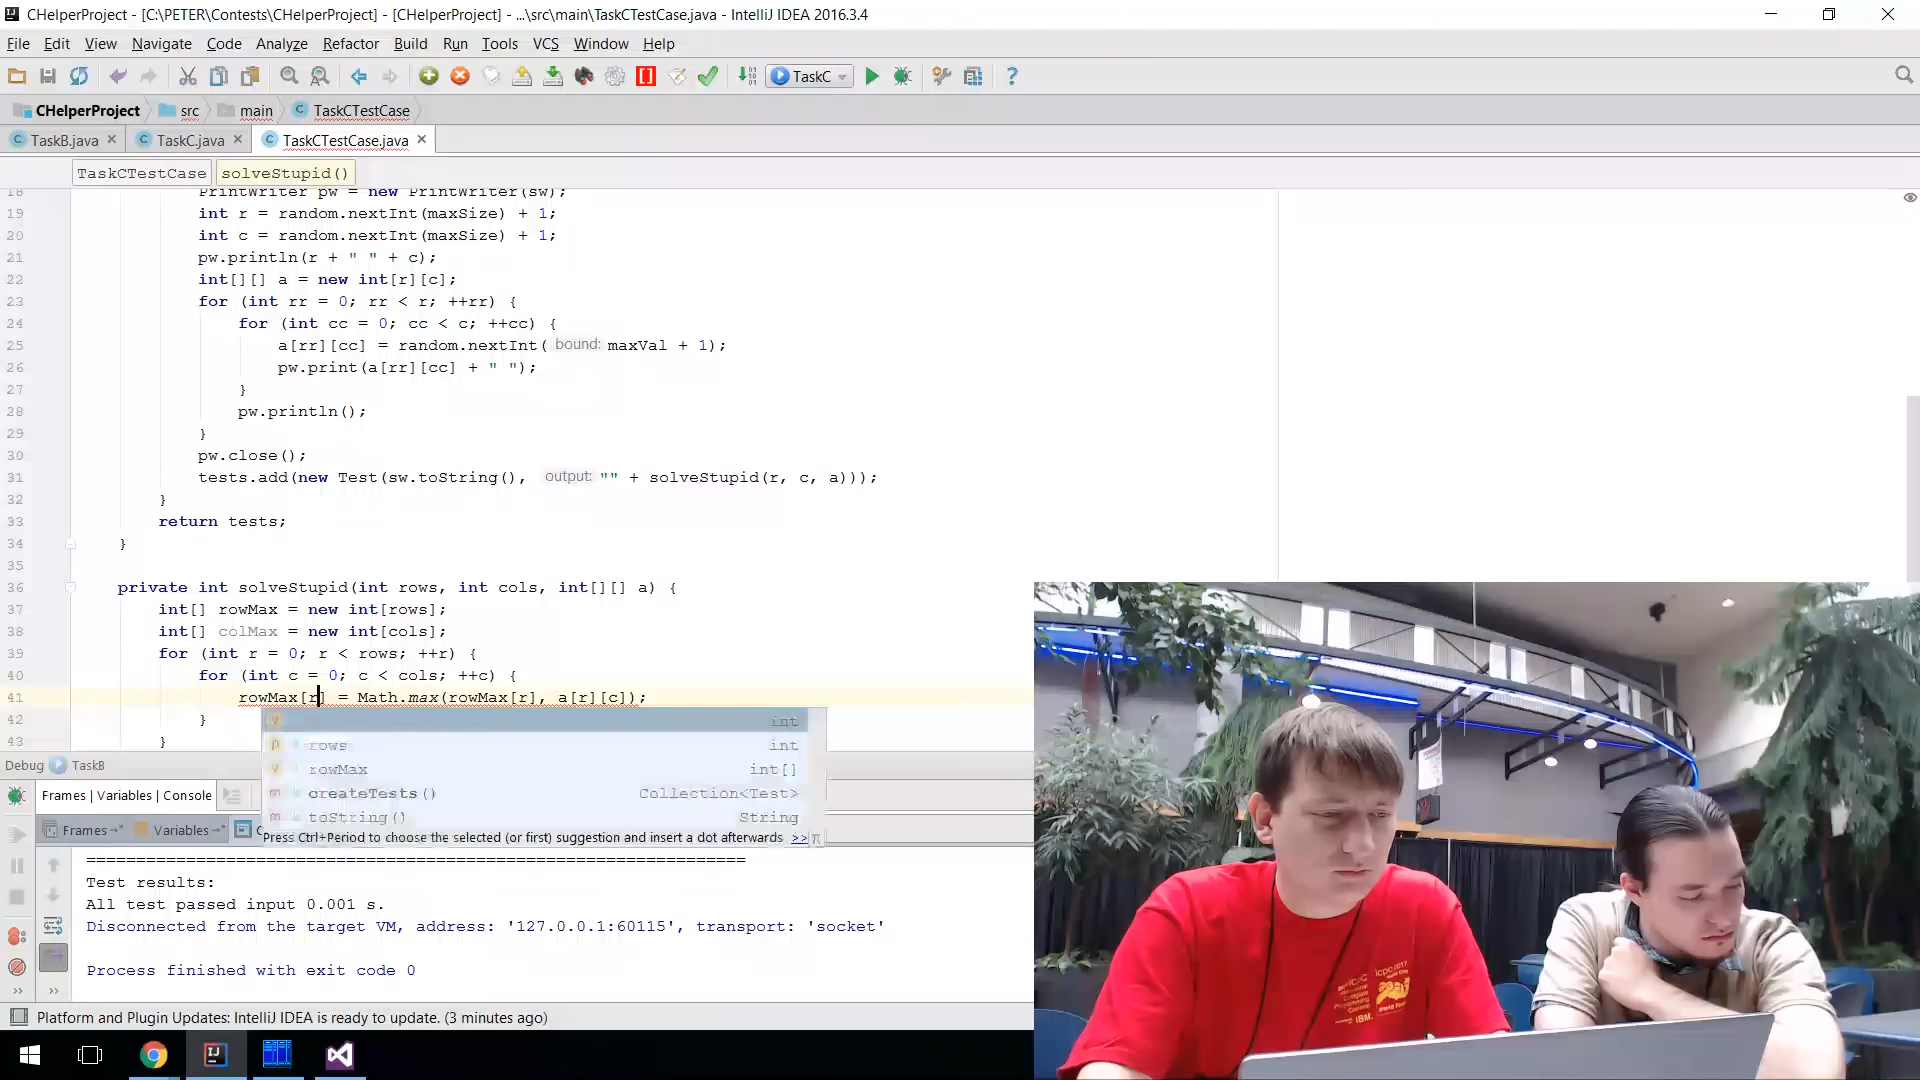 CHelperProject - [C:\PETER\Contests\CHelperProject] - [CHelperProject] - ...\src\main\TaskCTestCase.java - IntelliJ IDEA 2016.3.4
File Edit View Navigate Code Analyze Refactor Build Run Tools VCS Window Help
TaskC
CHelperProject src main TaskCTestCase
TaskB.java TaskC.java TaskCTestCase.java
TaskCTestCase solveStupid()
18 PrintWriter pw = new PrintWriter(sw);
19 int r = random.nextInt(maxSize) + 1;
20 int c = random.nextInt(maxSize) + 1;
21 pw.println(r + " " + c);
22 int[][] a = new int[r][c];
23 for (int rr = 0; rr < r; ++rr) {
24 for (int cc = 0; cc < c; ++cc) {
25 a[rr][cc] = random.nextInt( bound: maxVal + 1);
26 pw.print(a[rr][cc] + " ");
27 }
28 pw.println();
29 }
30 pw.close();
31 tests.add(new Test(sw.toString(), output: "" + solveStupid(r, c, a)));
32 }
33 return tests;
34 }
35
36 private int solveStupid(int rows, int cols, int[][] a) {
37 int[] rowMax = new int[rows];
38 int[] colMax = new int[cols];
39 for (int r = 0; r < rows; ++r) {
40 for (int c = 0; c < cols; ++c) {
41 rowMax[r] = Math.max(rowMax[r], a[r][c]);
42 }
43 }
int
rows int
rowMax int[]
createTests() Collection<Test>
toString() String
Press Ctrl+Period to choose the selected (or first) suggestion and insert a dot afterwards >> π
Debug TaskB
Frames | Variables | Console
Frames Variables
Test results:
All test passed input 0.001 s.
Disconnected from the target VM, address: '127.0.0.1:60115', transport: 'socket'
Process finished with exit code 0
Platform and Plugin Updates: IntelliJ IDEA is ready to update. (3 minutes ago)
icpc 2017
IBM.